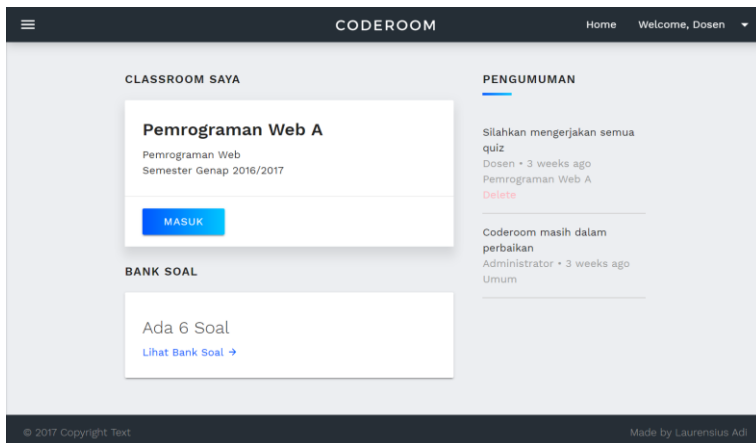 CODEROOM
Home
Welcome, Dosen
CLASSROOM SAYA
Pemrograman Web A
Pemrograman Web
Semester Genap 2016/2017
MASUK
BANK SOAL
Ada 6 Soal
Lihat Bank Soal →
PENGUMUMAN
Silahkan mengerjakan semua
quiz
Dosen • 3 weeks ago
Pemrograman Web A
Delete
Coderoom masih dalam
perbaikan
Administrator • 3 weeks ago
Umum
© 2017 Copyright Text
Made by Laurensius Adi